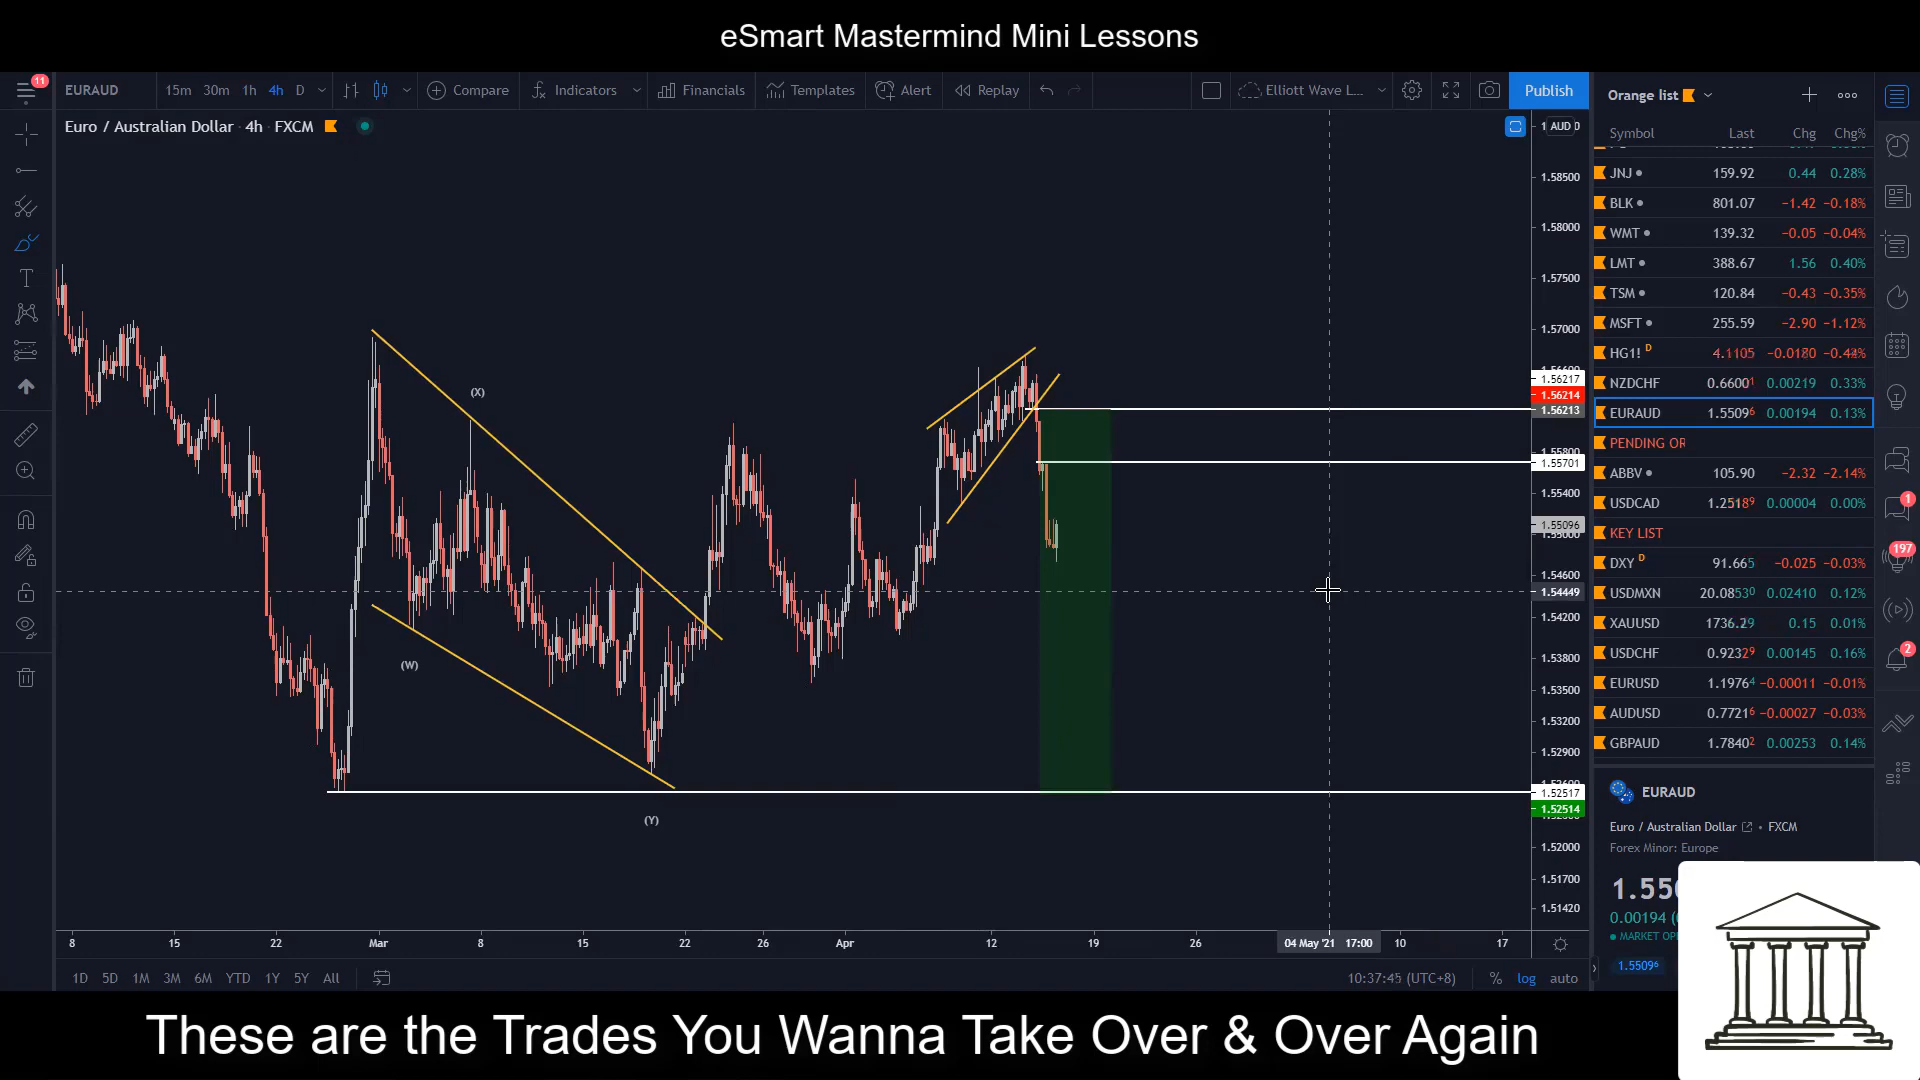 eSmart Mastermind Mini Lessons
11
EURAUD 15m 30m 1h 4h D Compare Indicators Financials Templates Alert Replay Elliott Wave L... Publish
Euro / Australian Dollar · 4h · FXCM
AUD
1.58500
1.58000
1.57500
1.57000
1.56217
1.56214
1.56213
1.55701
1.55400
1.55096
1.55000
1.54600
1.54449
1.54200
1.53800
1.53500
1.53200
1.52900
1.52517
1.52514
1.52000
1.51700
1.51420
(X)
(W)
(Y)
8 15 22 Mar 8 15 22 26 Apr 12 19 26 04 May '21 17:00 10 17
1D 5D 1M 3M 6M YTD 1Y 5Y All 10:37:45 (UTC+8) % log auto
Orange list
Symbol Last Chg Chg%
JNJ 159.92 0.44 0.28%
BLK 801.07 −1.42 −0.18%
WMT 139.32 −0.05 −0.04%
LMT 388.67 1.56 0.40%
TSM 120.84 −0.43 −0.35%
MSFT 255.59 −2.90 −1.12%
HG1! D 4.1105 −0.0180
NZDCHF 0.66001 0.00219 0.33%
EURAUD 1.55096 0.00194 0.13%
PENDING OR
ABBV 105.90 −2.32 −2.14%
USDCAD 1.25189 0.00004 0.00%
KEY LIST
DXY D 91.665 −0.025 −0.03%
USDMXN 20.08530 0.02410 0.12%
XAUUSD 1736.29 0.15 0.01%
USDCHF 0.92329 0.00145 0.16%
EURUSD 1.19764 −0.00011 −0.01%
AUDUSD 0.77216 −0.00027 −0.03%
GBPAUD 1.78402 0.00253 0.14%
1
197
2
EURAUD
Euro / Australian Dollar • FXCM
Forex Minor: Europe
0.00194
1.55096
These are the Trades You Wanna Take Over & Over Again